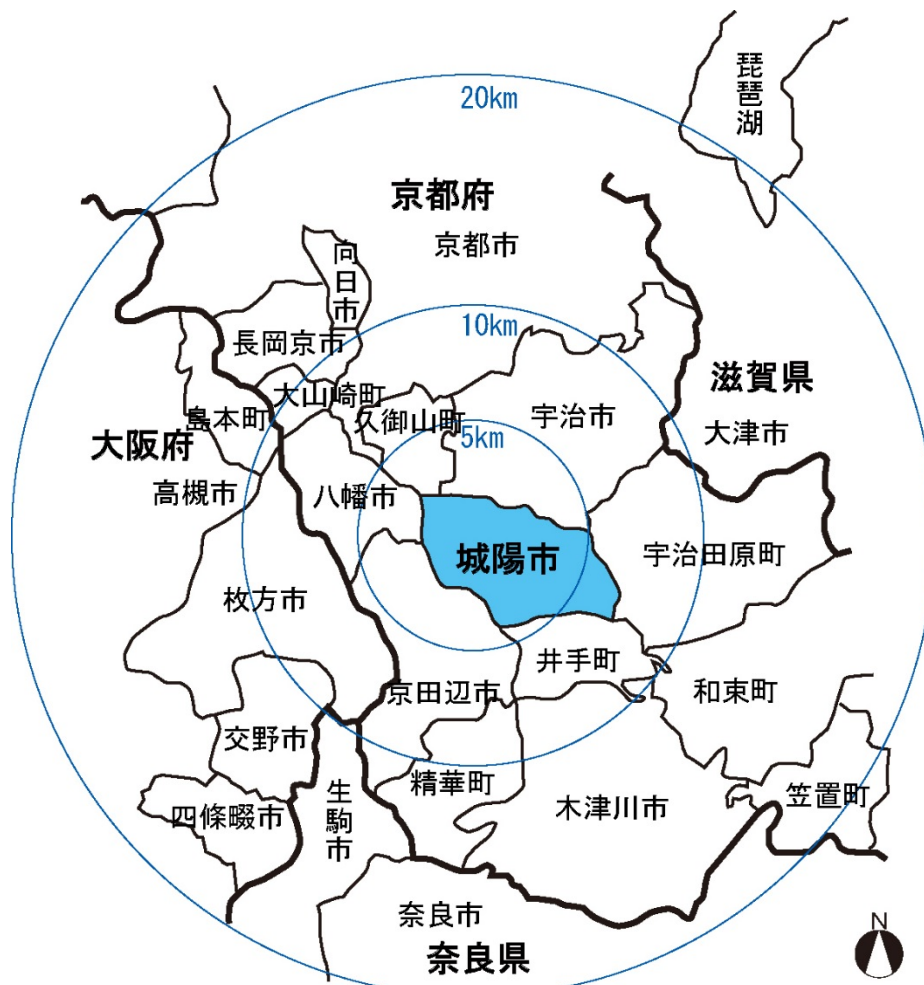 琵琶湖
20km
京都府
京都市
向日市
10km
長岡京市
滋賀県
大山崎町
島本町
久御山町
宇治市
大津市
5km
大阪府
高槻市
八幡市
城陽市
宇治田原町
枚方市
井手町
京田辺市
和束町
交野市
精華町
笠置町
四條畷市
生駒市
木津川市
奈良市
奈良県
N